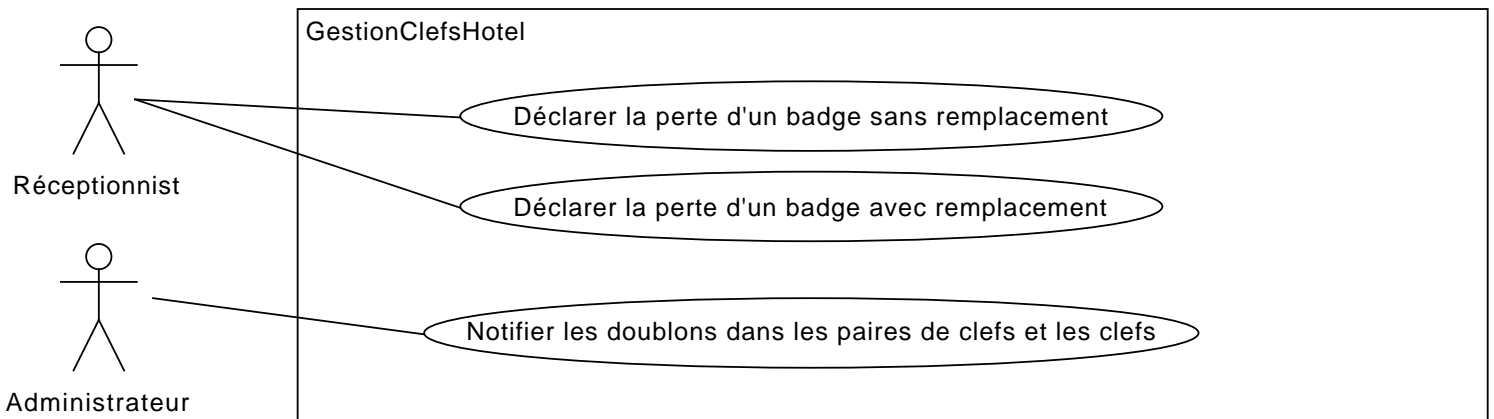 GestionClefsHotel
Déclarer la perte d'un badge sans remplacement
Réceptionnist
Déclarer la perte d'un badge avec remplacement
Notifier les doublons dans les paires de clefs et les clefs
Administrateur